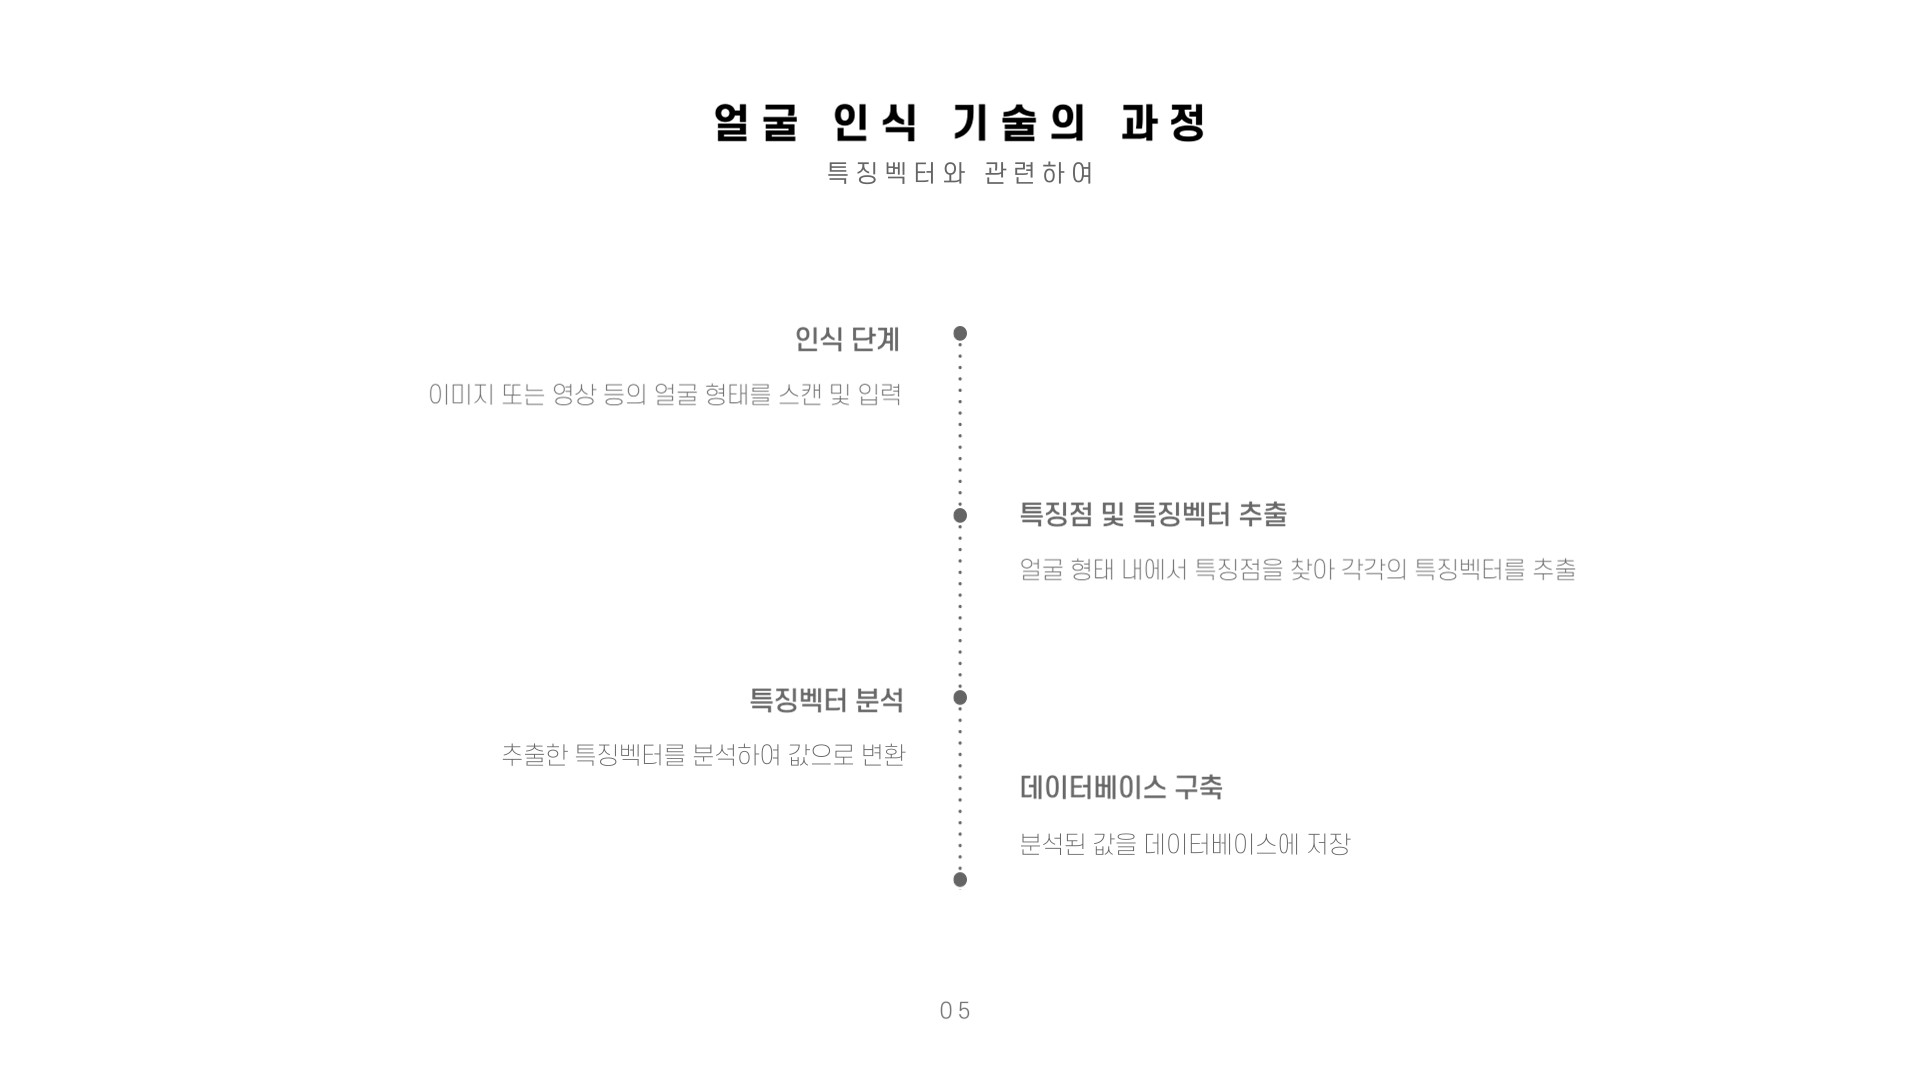 얼굴 인식 기술의 과정
특징벡터와 관련하여
인식 단계
이미지 또는 영상 등의 얼굴 형태를 스캔 및 입력
특징점 및 특징벡터 추출
얼굴 형태 내에서 특징점을 찾아 각각의 특징벡터를 추출
특징벡터 분석
추출한 특징벡터를 분석하여 값으로 변환
데이터베이스 구축
분석된 값을 데이터베이스에 저장
05